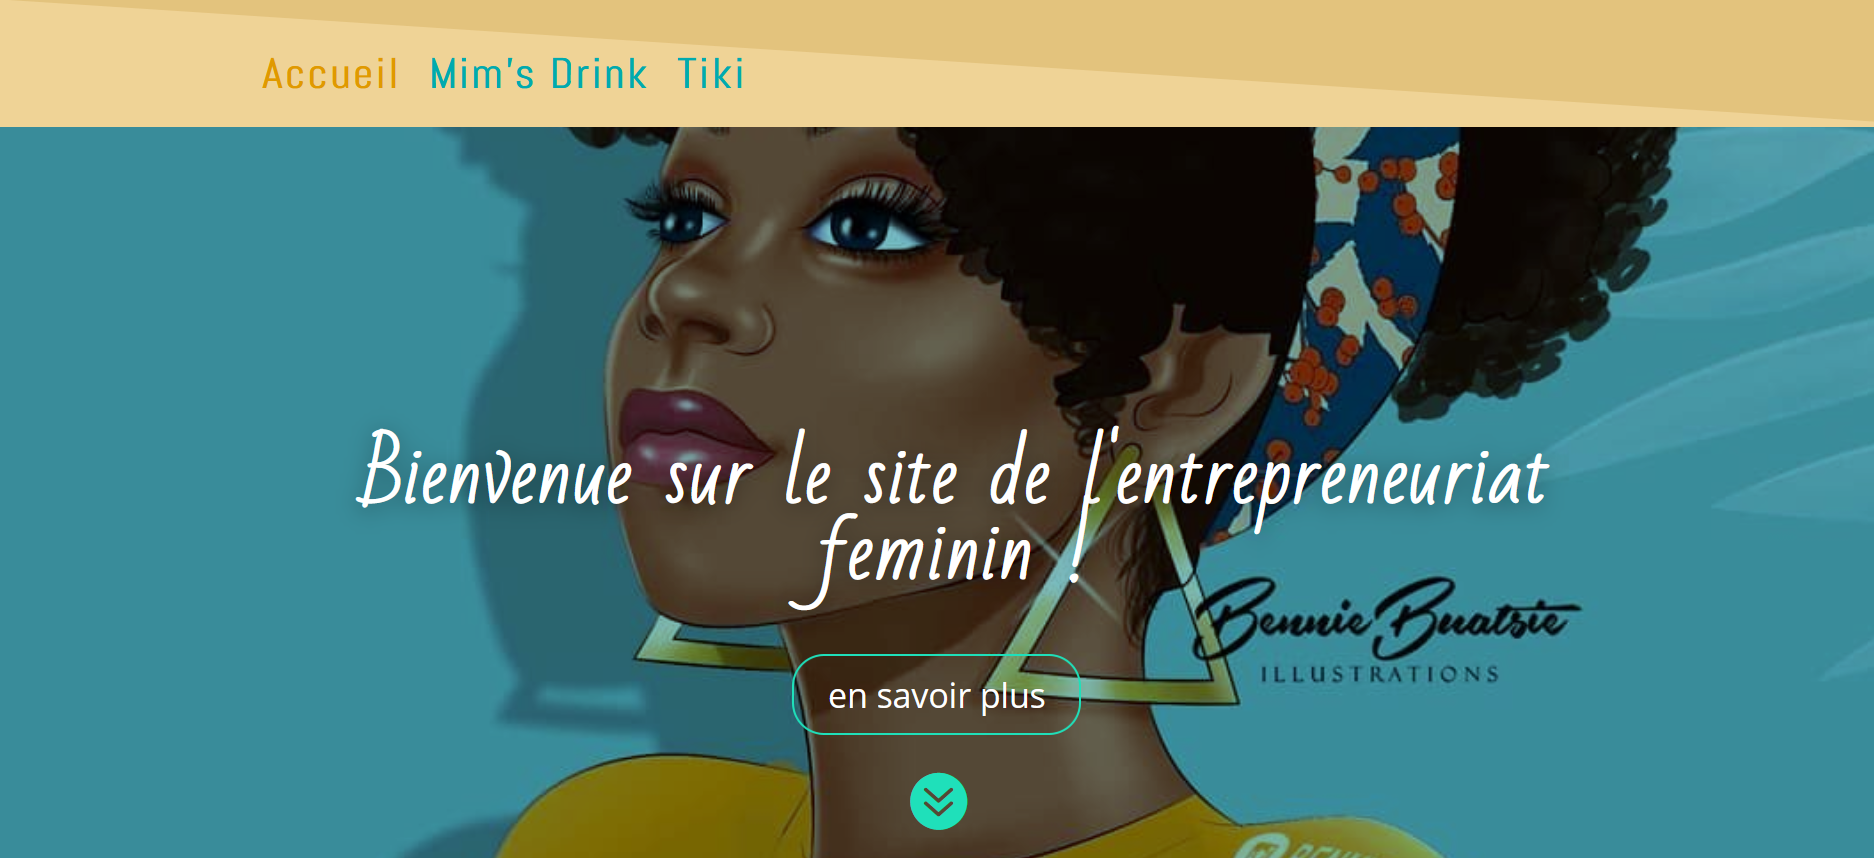 Accueil Mim's Drink Tiki
Bienvenue sur le site de l'entrepreneuriat
feminin !
Bennie Buatsie
ILLUSTRATIONS
en savoir plus